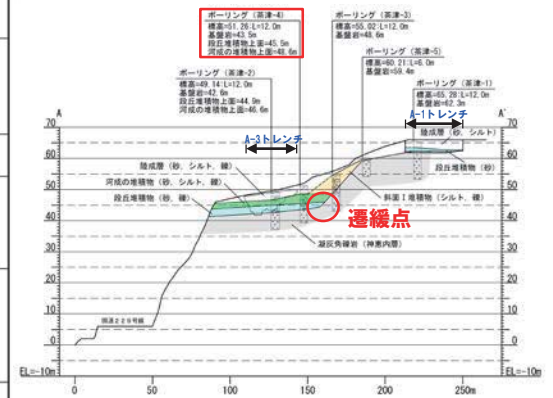 ボーリング（茶津-4）
標高=51.26:L=12.0m
基盤岩=43.5m
段丘堆積物上面=45.5m
河成の堆積物上面=48.6m
ボーリング（茶津-3）
標高=55.02:L=12.0m
基盤岩=48.6m
ボーリング（茶津-5）
標高=60.21:L=6.0m
基盤岩=59.4m
ボーリング（茶津-2）
標高=49.14:L=12.0m
基盤岩=42.6m
段丘堆積物上面=44.9m
河成の堆積物上面=46.6m
ボーリング（茶津-1）
標高=65.28:L=12.0m
基盤岩=62.3m
A
A'
A-3トレンチ
A-1トレンチ
陸成層（砂、シルト）
段丘堆積物（砂）
陸成層（砂、シルト、礫）
河成の堆積物（砂、シルト、礫）
段丘堆積物（砂、礫）
斜面Ⅰ堆積物（シルト、礫）
遷緩点
凝灰角礫岩（神恵内層）
国道229号線
70
60
50
40
30
20
10
0
EL=-10m
70
60
50
40
30
20
10
0
EL=-10m
0
50
100
150
200
250m